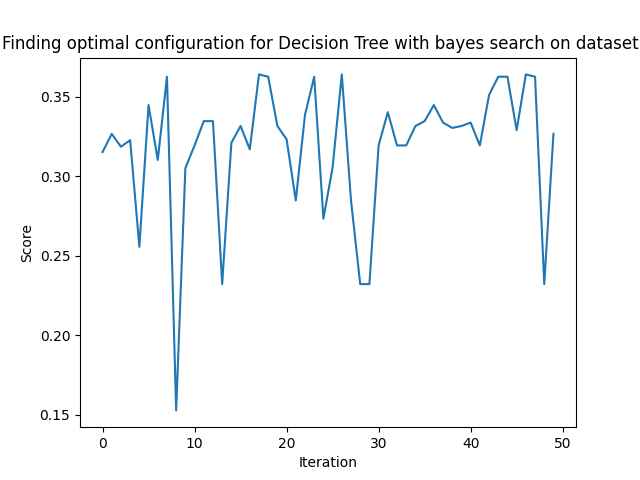 Finding optimal configuration for Decision Tree with bayes search on dataset
0.35
0.30
0.25
0.20
0.15
Score
0 10 20 30 40 50
Iteration